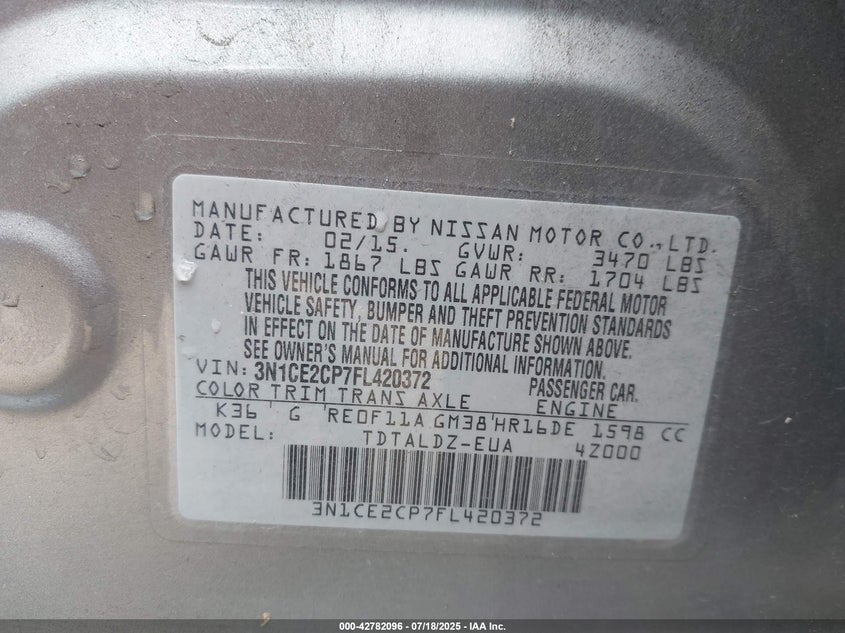 MANUFACTURED BY NISSAN MOTOR CO.,LTD.
DATE: 02/15. GVWR: 3470 LBS
GAWR FR: 1867 LBS GAWR RR: 1704 LBS
THIS VEHICLE CONFORMS TO ALL APPLICABLE FEDERAL MOTOR
VEHICLE SAFETY, BUMPER AND THEFT PREVENTION STANDARDS
IN EFFECT ON THE DATE OF MANUFACTURE SHOWN ABOVE.
SEE OWNER'S MANUAL FOR ADDITIONAL INFORMATION.
VIN: 3N1CE2CP7FL420372 PASSENGER CAR.
COLOR TRIM TRANS AXLE ENGINE
K36 ' G 'RE0F11A GM38'HR16DE 1598 CC
MODEL: TDTALDZ-EUA 4Z000
3N1CE2CP7FL420372
000-42782096 - 07/18/2025 - IAA Inc.